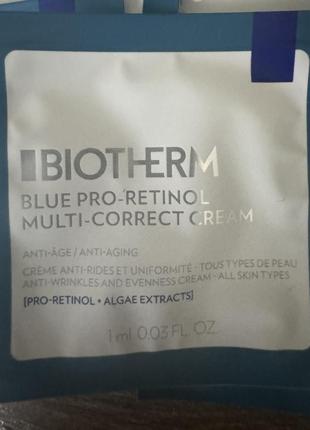 BIOTHERM
BLUE PRO-RETINOL
MULTI-CORRECT CREAM
ANTI-ÂGE / ANTI-AGING
CRÈME ANTI-RIDES ET UNIFORMITÉ • TOUS TYPES DE PEAU
ANTI-WRINKLES AND EVENNESS CREAM • ALL SKIN TYPES
[PRO-RETINOL + ALGAE EXTRACTS]
1 ml 0.03 FL. OZ.